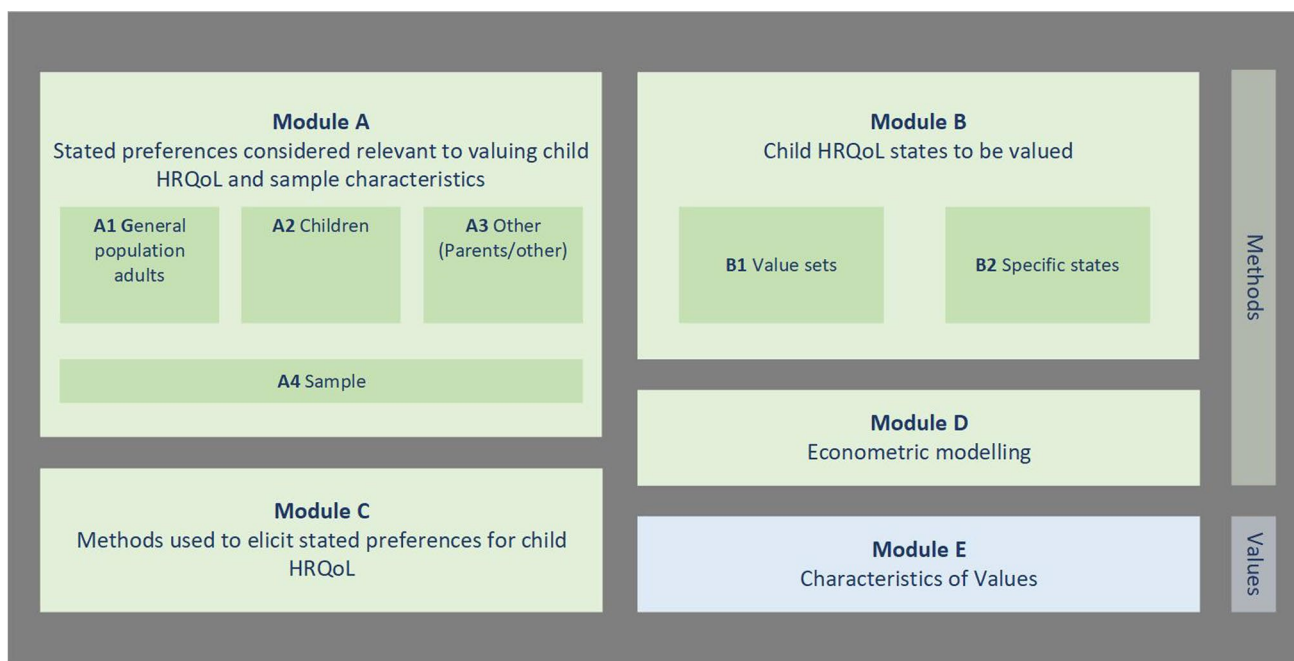 Module A
Stated preferences considered relevant to valuing child
HRQoL and sample characteristics
A1 General
population
adults
A2 Children
A3 Other
(Parents/other)
A4 Sample
Module B
Child HRQoL states to be valued
B1 Value sets
B2 Specific states
Module C
Methods used to elicit stated preferences for child
HRQoL
Module D
Econometric modelling
Module E
Characteristics of Values
Methods
Values